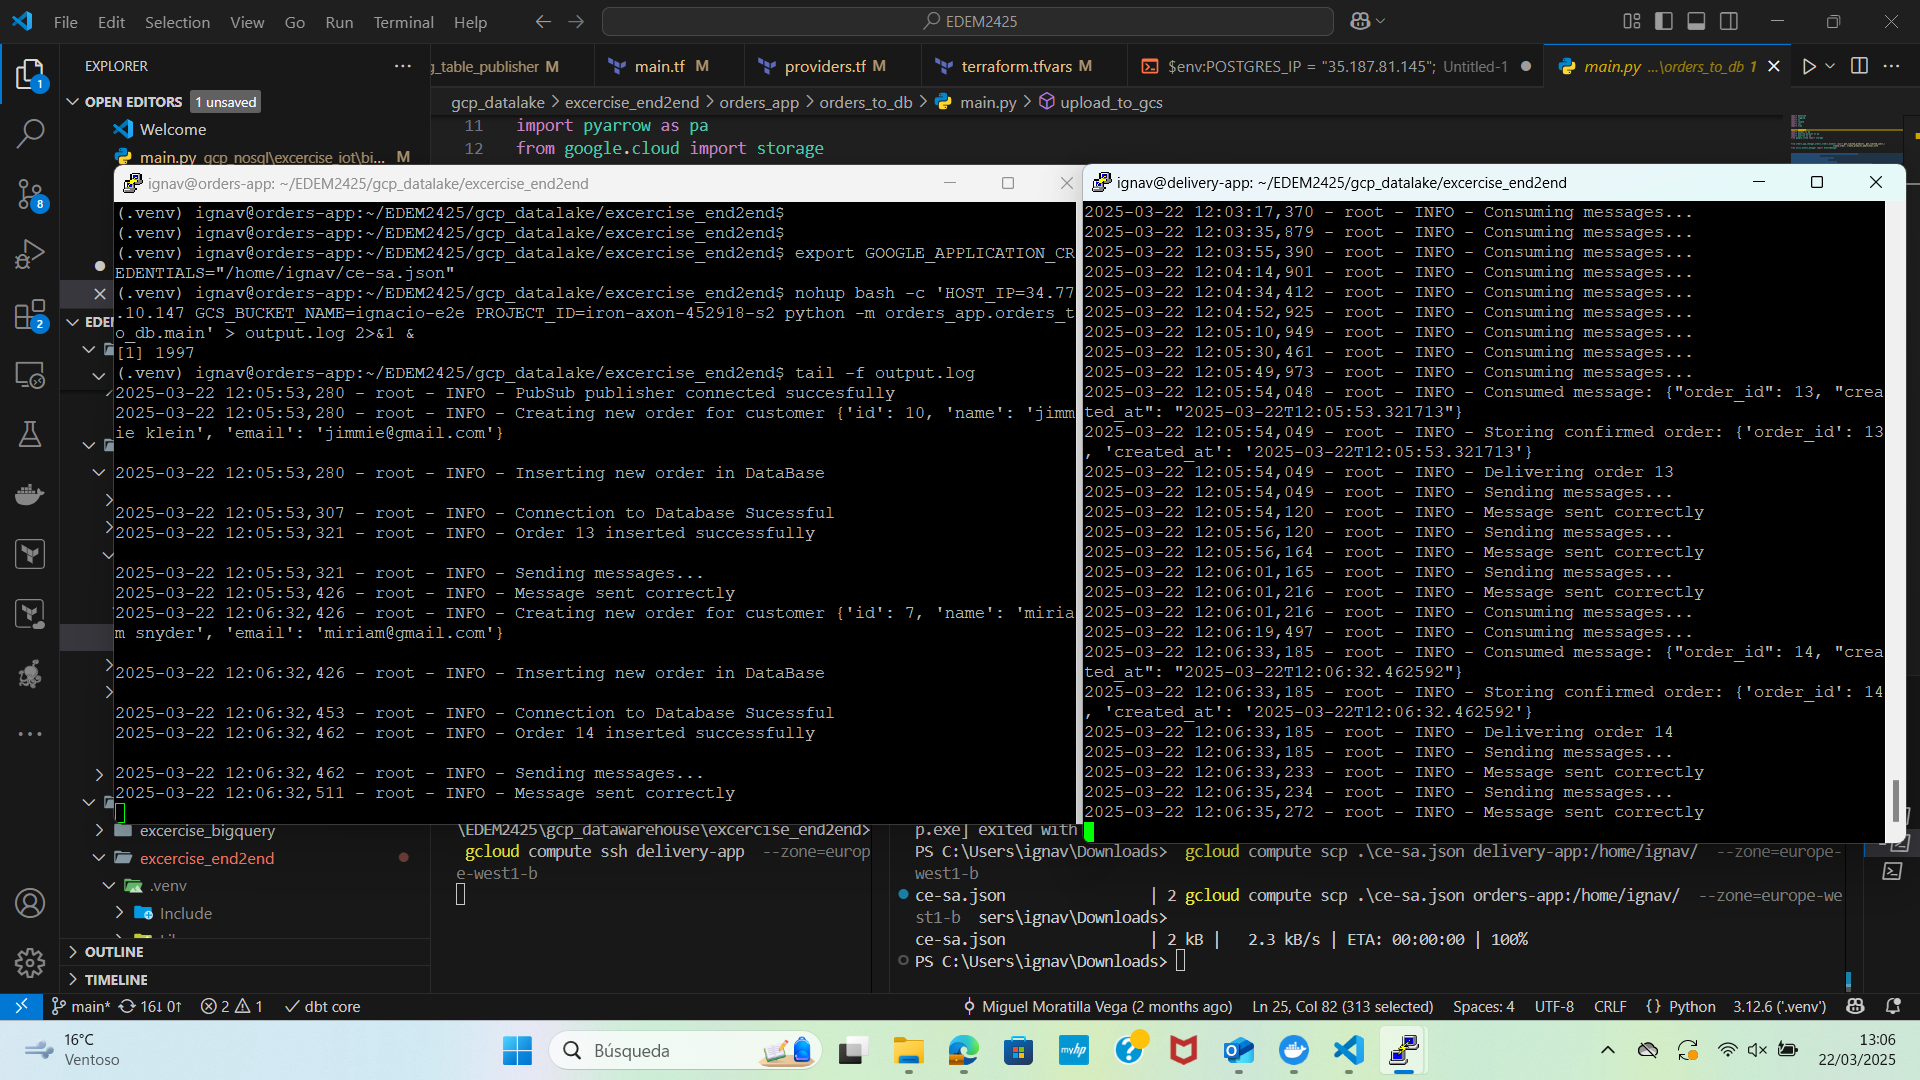 File Edit Selection View Go Run Terminal Help
EDEM2425
EXPLORER
g_table_publisher M
main.tf M
providers.tf M
terraform.tfvars M
$env:POSTGRES_IP = "35.187.81.145"; Untitled-1
main.py ...\orders_to_db 1
OPEN EDITORS 1 unsaved
gcp_datalake > excercise_end2end > orders_app > orders_to_db > main.py > upload_to_gcs
Welcome
main.py gcp_nosql\excercise_iot\bi... M
11 import pyarrow as pa
12 from google.cloud import storage
ignav@orders-app: ~/EDEM2425/gcp_datalake/excercise_end2end
(.venv) ignav@orders-app:~/EDEM2425/gcp_datalake/excercise_end2end$
(.venv) ignav@orders-app:~/EDEM2425/gcp_datalake/excercise_end2end$
(.venv) ignav@orders-app:~/EDEM2425/gcp_datalake/excercise_end2end$ export GOOGLE_APPLICATION_CR
EDENTIALS="/home/ignav/ce-sa.json"
(.venv) ignav@orders-app:~/EDEM2425/gcp_datalake/excercise_end2end$ nohup bash -c 'HOST_IP=34.77
.10.147 GCS_BUCKET_NAME=ignacio-e2e PROJECT_ID=iron-axon-452918-s2 python -m orders_app.orders_t
o_db.main' > output.log 2>&1 &
[1] 1997
(.venv) ignav@orders-app:~/EDEM2425/gcp_datalake/excercise_end2end$ tail -f output.log
2025-03-22 12:05:53,280 - root - INFO - PubSub publisher connected succesfully
2025-03-22 12:05:53,280 - root - INFO - Creating new order for customer {'id': 10, 'name': 'jimm
ie klein', 'email': 'jimmie@gmail.com'}
2025-03-22 12:05:53,280 - root - INFO - Inserting new order in DataBase
2025-03-22 12:05:53,307 - root - INFO - Connection to Database Sucessful
2025-03-22 12:05:53,321 - root - INFO - Order 13 inserted successfully
2025-03-22 12:05:53,321 - root - INFO - Sending messages...
2025-03-22 12:05:53,426 - root - INFO - Message sent correctly
2025-03-22 12:06:32,426 - root - INFO - Creating new order for customer {'id': 7, 'name': 'miria
m snyder', 'email': 'miriam@gmail.com'}
2025-03-22 12:06:32,426 - root - INFO - Inserting new order in DataBase
2025-03-22 12:06:32,453 - root - INFO - Connection to Database Sucessful
2025-03-22 12:06:32,462 - root - INFO - Order 14 inserted successfully
2025-03-22 12:06:32,462 - root - INFO - Sending messages...
2025-03-22 12:06:32,511 - root - INFO - Message sent correctly
ignav@delivery-app: ~/EDEM2425/gcp_datalake/excercise_end2end
2025-03-22 12:03:17,370 - root - INFO - Consuming messages...
2025-03-22 12:03:35,879 - root - INFO - Consuming messages...
2025-03-22 12:03:55,390 - root - INFO - Consuming messages...
2025-03-22 12:04:14,901 - root - INFO - Consuming messages...
2025-03-22 12:04:34,412 - root - INFO - Consuming messages...
2025-03-22 12:04:52,925 - root - INFO - Consuming messages...
2025-03-22 12:05:10,949 - root - INFO - Consuming messages...
2025-03-22 12:05:30,461 - root - INFO - Consuming messages...
2025-03-22 12:05:49,973 - root - INFO - Consuming messages...
2025-03-22 12:05:54,048 - root - INFO - Consumed message: {"order_id": 13, "crea
ted_at": "2025-03-22T12:05:53.321713"}
2025-03-22 12:05:54,049 - root - INFO - Storing confirmed order: {'order_id': 13
, 'created_at': '2025-03-22T12:05:53.321713'}
2025-03-22 12:05:54,049 - root - INFO - Delivering order 13
2025-03-22 12:05:54,049 - root - INFO - Sending messages...
2025-03-22 12:05:54,120 - root - INFO - Message sent correctly
2025-03-22 12:05:56,120 - root - INFO - Sending messages...
2025-03-22 12:05:56,164 - root - INFO - Message sent correctly
2025-03-22 12:06:01,165 - root - INFO - Sending messages...
2025-03-22 12:06:01,216 - root - INFO - Message sent correctly
2025-03-22 12:06:01,216 - root - INFO - Consuming messages...
2025-03-22 12:06:19,497 - root - INFO - Consuming messages...
2025-03-22 12:06:33,185 - root - INFO - Consumed message: {"order_id": 14, "crea
ted_at": "2025-03-22T12:06:32.462592"}
2025-03-22 12:06:33,185 - root - INFO - Storing confirmed order: {'order_id': 14
, 'created_at': '2025-03-22T12:06:32.462592'}
2025-03-22 12:06:33,185 - root - INFO - Delivering order 14
2025-03-22 12:06:33,185 - root - INFO - Sending messages...
2025-03-22 12:06:33,233 - root - INFO - Message sent correctly
2025-03-22 12:06:35,234 - root - INFO - Sending messages...
2025-03-22 12:06:35,272 - root - INFO - Message sent correctly
EDE
excercise_bigquery
excercise_end2end
.venv
Include
OUTLINE
TIMELINE
\EDEM2425\gcp_datawarehouse\excercise_end2end>
gcloud compute ssh delivery-app --zone=europ
e-west1-b
p.exe] exited with
PS C:\Users\ignav\Downloads> gcloud compute scp .\ce-sa.json delivery-app:/home/ignav/ --zone=europe-
west1-b
ce-sa.json | 2 gcloud compute scp .\ce-sa.json orders-app:/home/ignav/ --zone=europe-we
st1-b sers\ignav\Downloads>
ce-sa.json | 2 kB | 2.3 kB/s | ETA: 00:00:00 | 100%
PS C:\Users\ignav\Downloads>
main* 16↓ 0↑ 2 1 dbt core
Miguel Moratilla Vega (2 months ago) Ln 25, Col 82 (313 selected) Spaces: 4 UTF-8 CRLF {} Python 3.12.6 ('.venv')
16°C
Ventoso
Búsqueda
myhp
13:06
22/03/2025
1
8
2